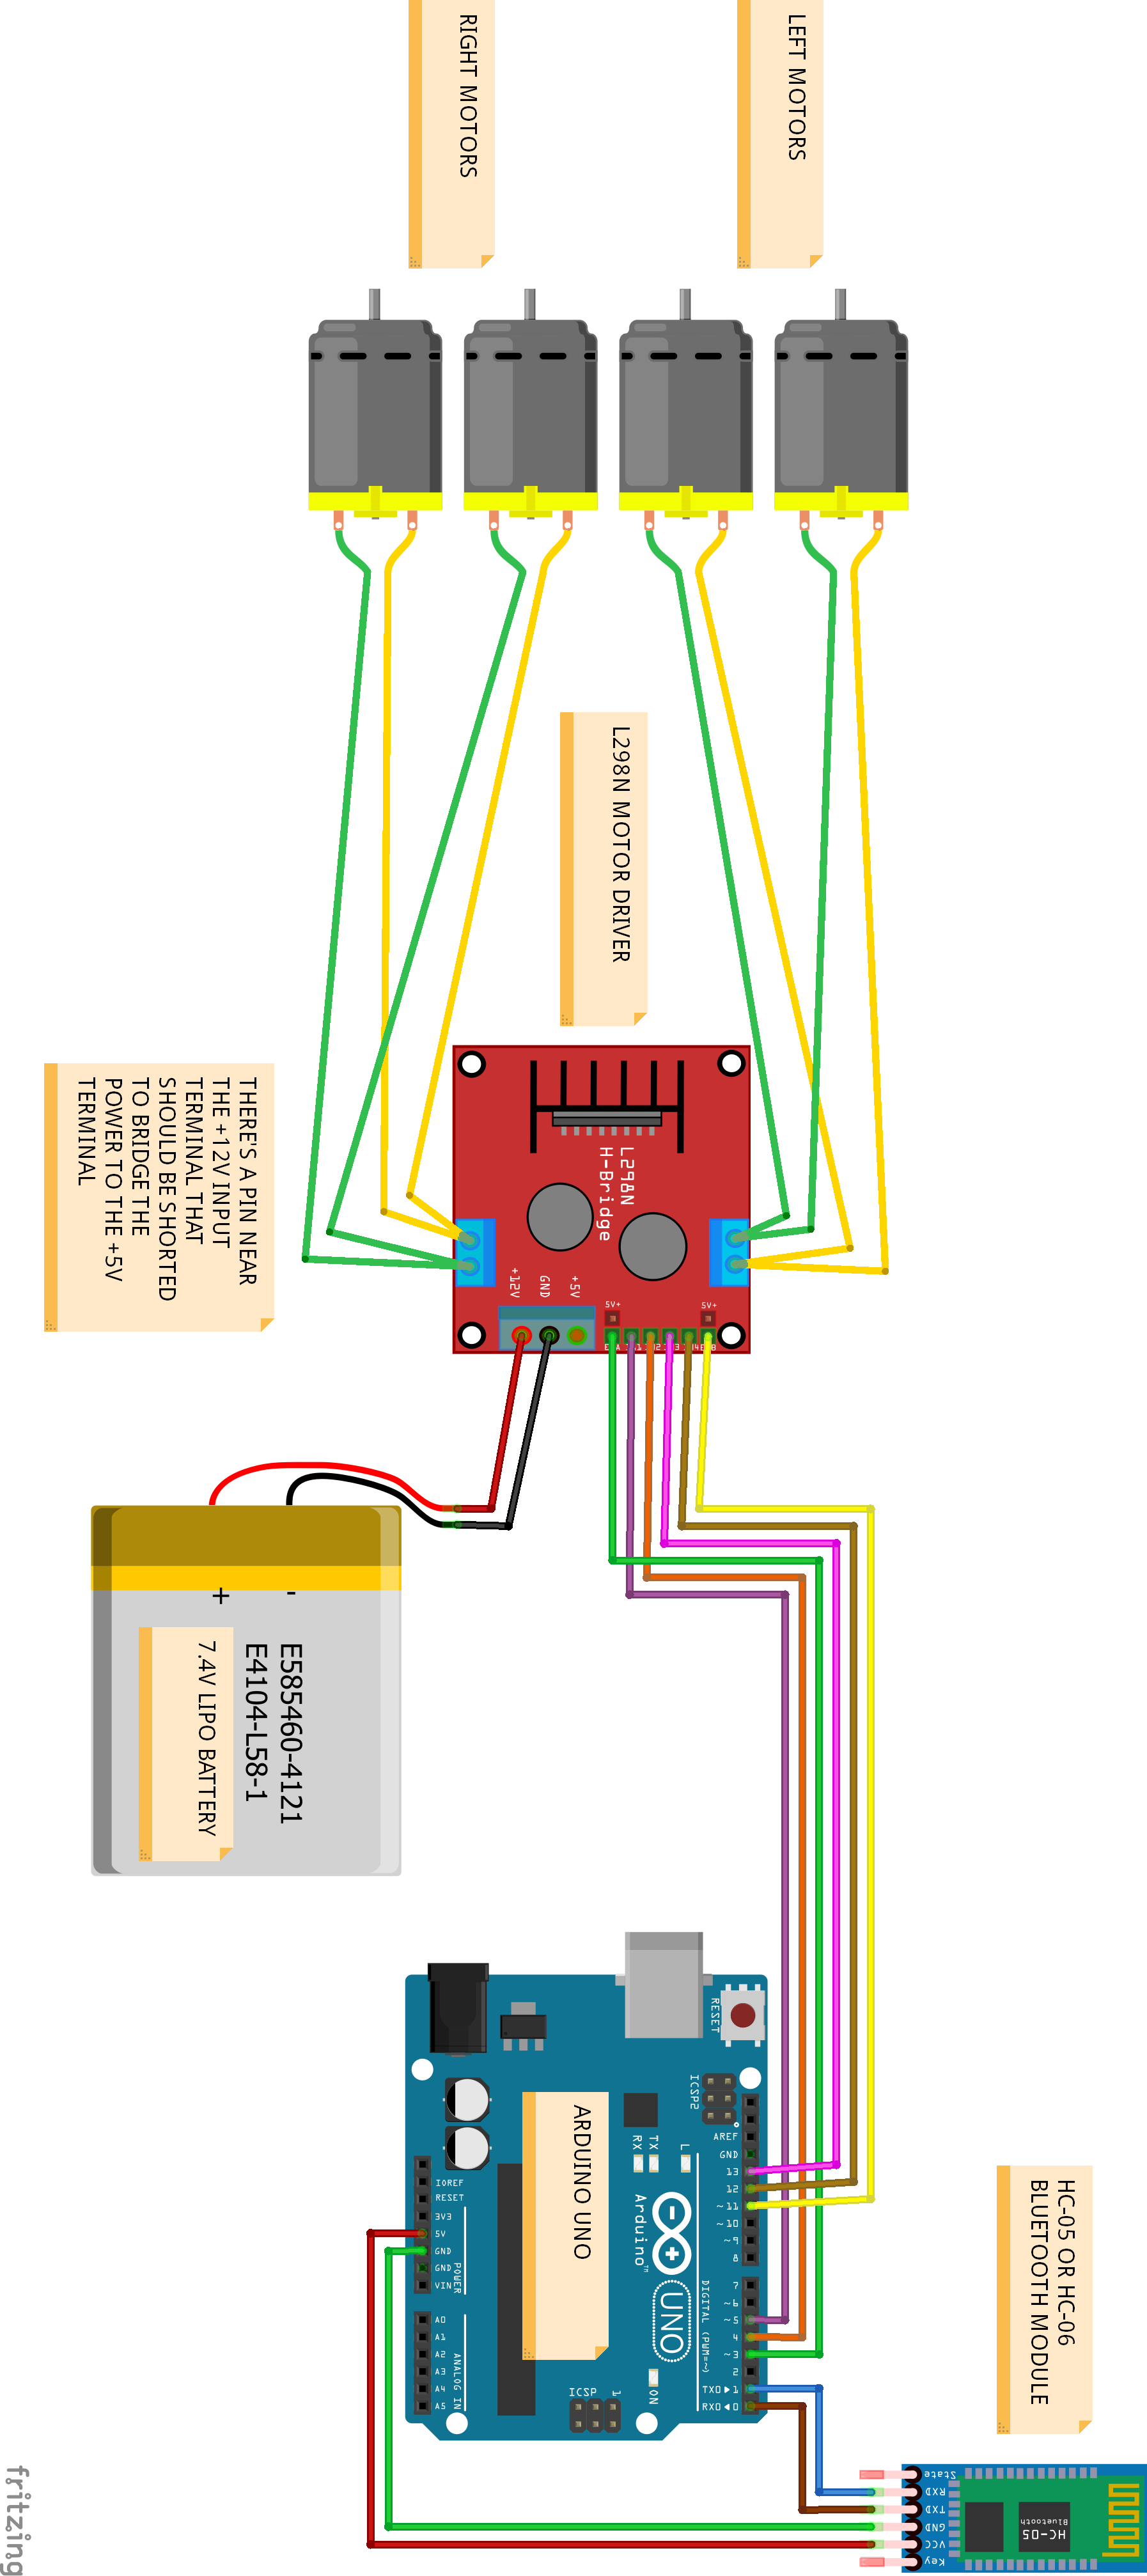 LEFT MOTORS
RIGHT MOTORS
L298N MOTOR DRIVER
THERE'S A PIN NEAR
THE +12V INPUT
TERMINAL THAT
SHOULD BE SHORTED
TO BRIDGE THE
POWER TO THE +5V
TERMINAL
L298N
H-Bridge
+12V
GND
+5V
5V+
5V+
- 
+
E585460-4121
E4104-L58-1
7.4V LIPO BATTERY
RESET
ICSP2
AREF
GND
13
12
~11
~10
~9
8
7
~6
~5
4
~3
2
TX0▶1
RX0◀0
DIGITAL (PWM=~)
L
TX
RX
Arduino™
UNO
ON
ICSP
1
ARDUINO UNO
IOREF
RESET
3V3
5V
GND
GND
VIN
POWER
A0
A1
A2
A3
A4
A5
ANALOG IN
HC-05 OR HC-06
BLUETOOTH MODULE
State
RXD
TXD
GND
VCC
Key
HC-05
Bluetooth
fritzing